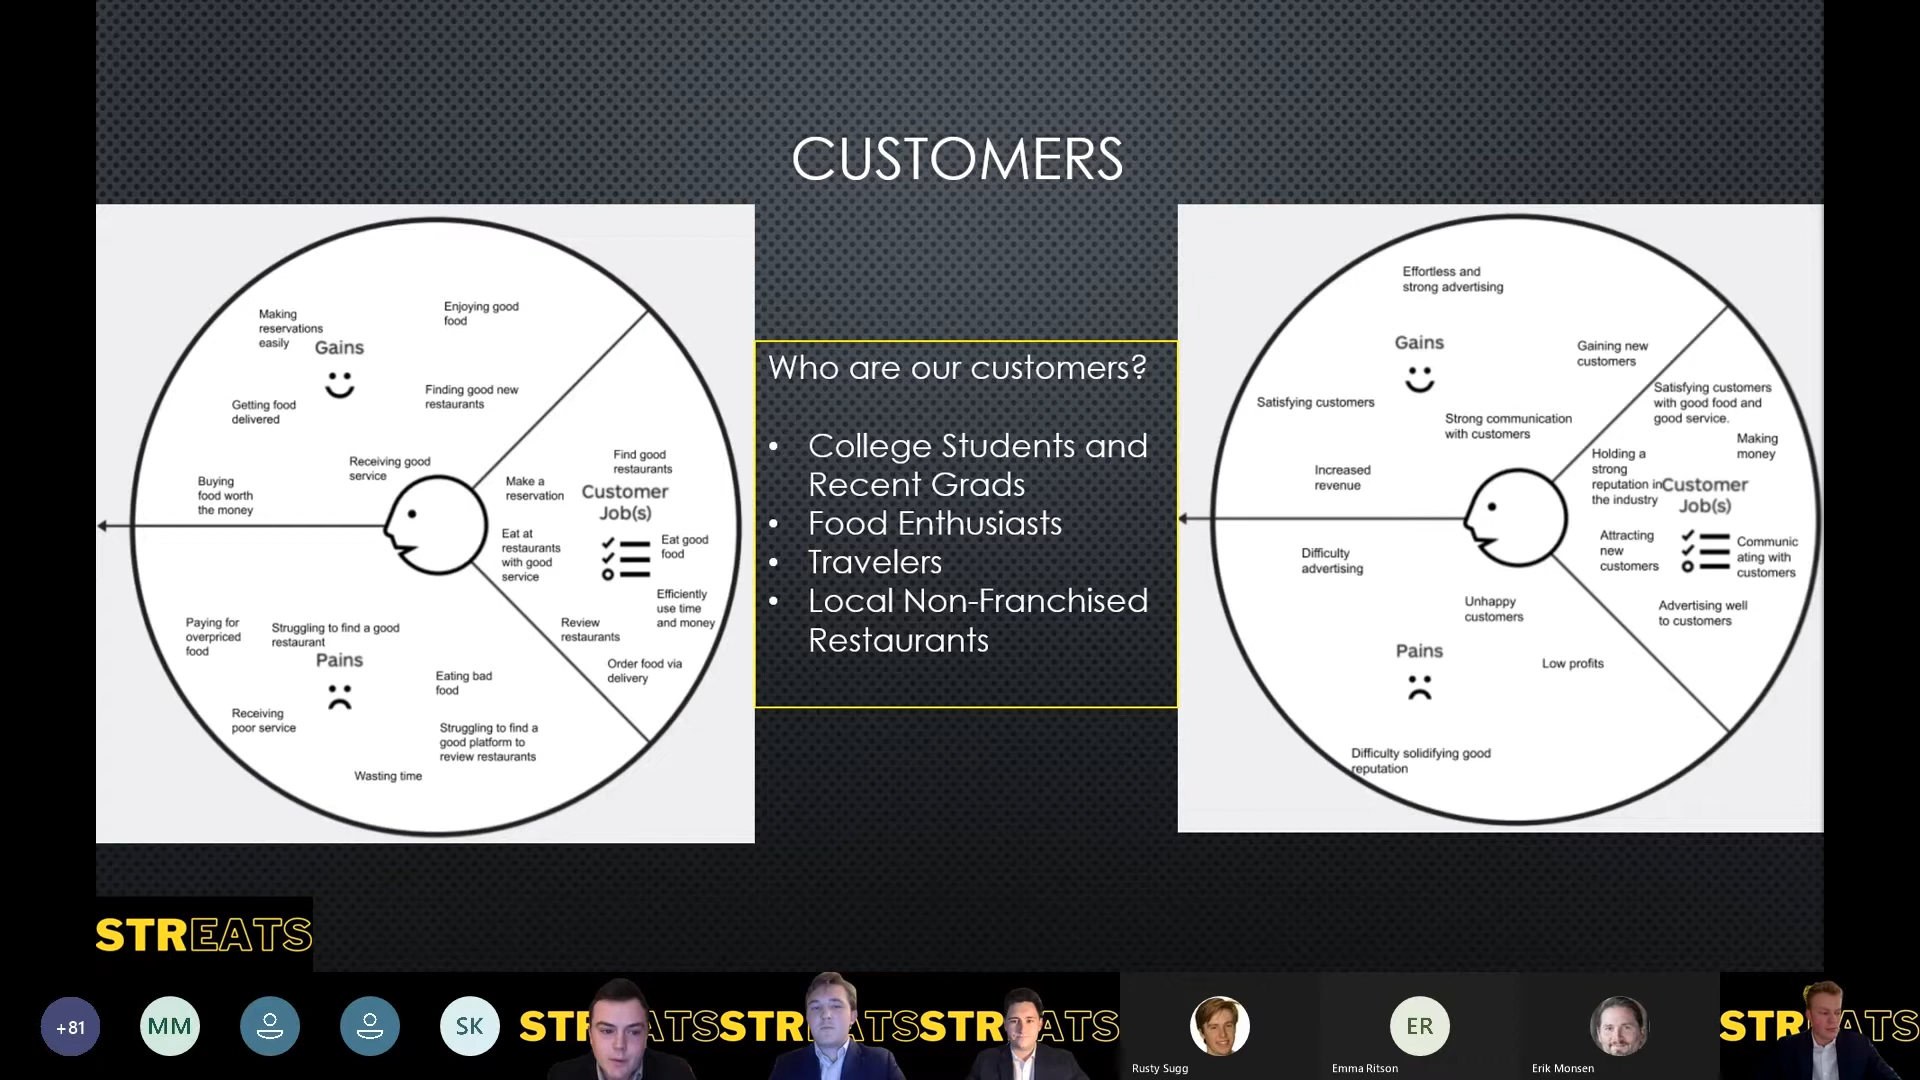 CUSTOMERS
Making
reservations
easily
Gains
Enjoying good
food
Finding good new
restaurants
Getting food
delivered
Receiving good
service
Buying
food worth
the money
Find good
restaurants
Make a
reservation
Customer
Job(s)
Eat at
restaurants
with good
service
Eat good
food
Efficiently
use time
and money
Review
restaurants
Order food via
delivery
Paying for
overpriced
food
Struggling to find a good
restaurant
Pains
Eating bad
food
Receiving
poor service
Struggling to find a
good platform to
review restaurants
Wasting time
Who are our customers?
• College Students and
Recent Grads
• Food Enthusiasts
• Travelers
• Local Non-Franchised
Restaurants
Effortless and
strong advertising
Gains
Gaining new
customers
Satisfying customers
Strong communication
with customers
Increased
revenue
Satisfying customers
with good food and
good service.
Making
money
Holding a
strong
reputation in
the industry
Customer
Job(s)
Attracting
new
customers
Communic
ating with
customers
Advertising well
to customers
Difficulty
advertising
Unhappy
customers
Pains
Low profits
Difficulty solidifying good
reputation
STREATS
+81
MM
SK
STREATS
STREATS
STREATS
Rusty Sugg
ER
Emma Ritson
Erik Monsen
STREATS